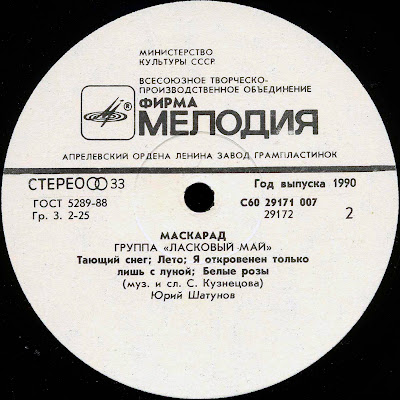 МИНИСТЕРСТВО
КУЛЬТУРЫ СССР
ВСЕСОЮЗНОЕ ТВОРЧЕСКО-
ПРОИЗВОДСТВЕННОЕ ОБЪЕДИНЕНИЕ
ФИРМА
МЕЛОДИЯ
АПРЕЛЕВСКИЙ ОРДЕНА ЛЕНИНА ЗАВОД ГРАМПЛАСТИНОК
СТЕРЕО 33 Год выпуска 1990
ГОСТ 5289-88 С60 29171 007
Гр. 3. 2-25 29172 2
МАСКАРАД
ГРУППА «ЛАСКОВЫЙ МАЙ»
Тающий снег; Лето; Я откровенен только
лишь с луной; Белые розы
(муз. и сл. С. Кузнецова)
Юрий Шатунов